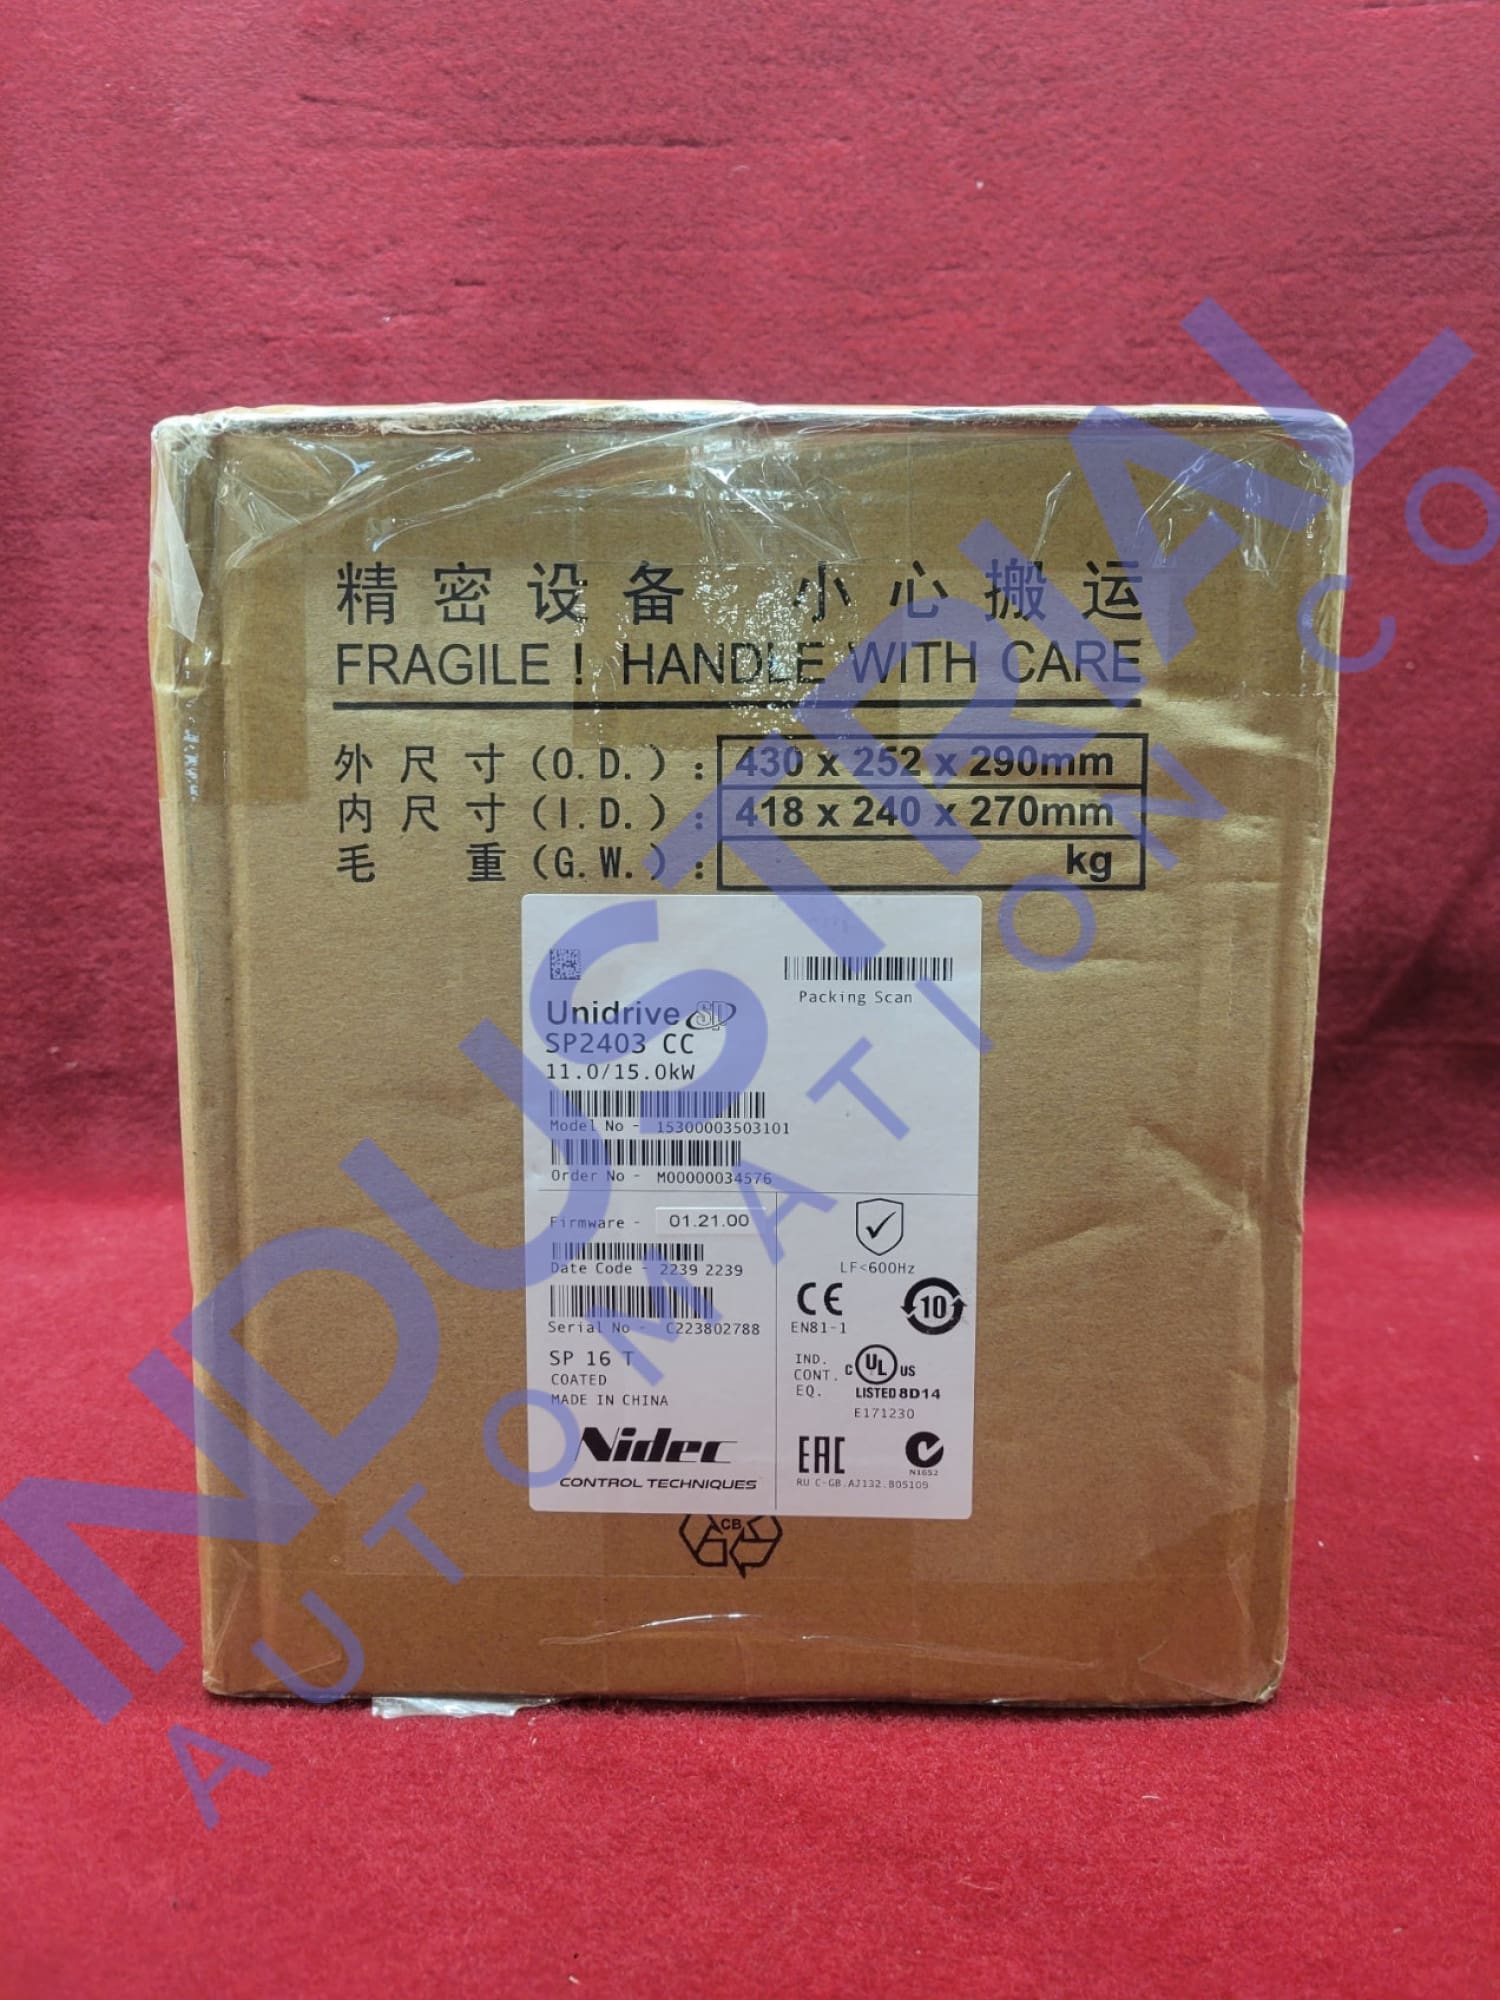 精密设备 小心搬运
FRAGILE ! HANDLE WITH CARE
外尺寸(O.D.): 430 x 252 x 290mm
内尺寸(I.D.): 418 x 240 x 270mm
毛重(G.W.): kg
Packing Scan
Unidrive SP
SP2403 CC
11.0/15.0kW
Model No - 15300003503101
Order No - M00000034576
Firmware - 01.21.00
Date Code - 2239 2239
Serial No - C223802788
SP 16 T
COATED
MADE IN CHINA
Nidec
CONTROL TECHNIQUES
LF<600Hz
CE
EN81-1
10
IND.
CONT.
EQ.
C UL US
LISTED 8D14
E171230
EAC
N1652
RU C-GB.AJ132.B05109
CB
INDUSTRIAL
AUTOMATION CO